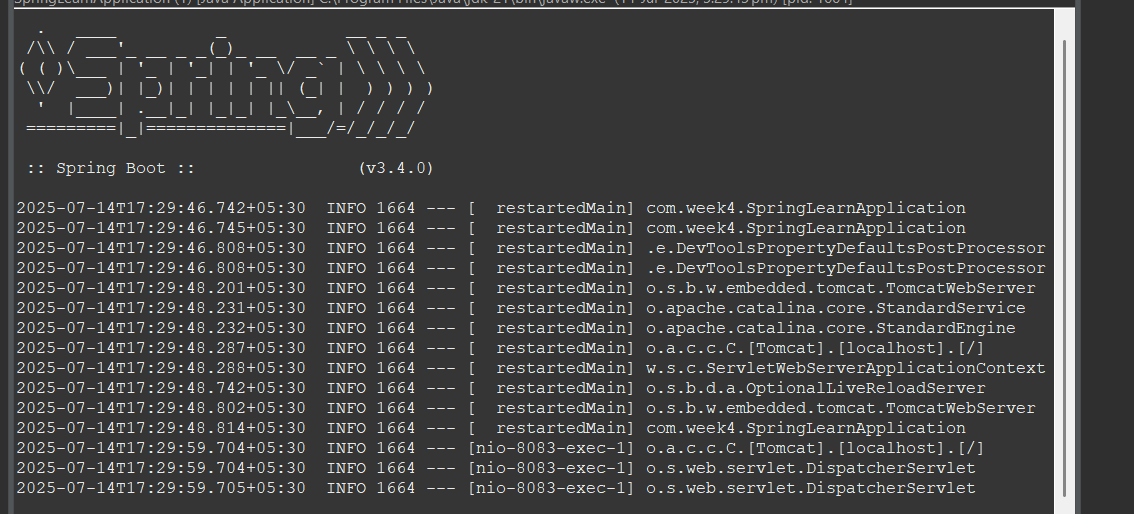 SpringLearnApplication (1) [Java Application] C:\Program Files\Java\jdk-21\bin\javaw.exe (14-Jul-2025, 5:29:45 pm) [pid: 1664]
  .   ____          _            __ _ _
 /\\ / ___'_ __ _ _(_)_ __  __ _ \ \ \ \
( ( )\___ | '_ | '_| | '_ \/ _` | \ \ \ \
 \\/  ___)| |_)| | | | | || (_| |  ) ) ) )
  '  |____| .__|_| |_|_| |_\__, | / / / /
 =========|_|==============|___/=/_/_/_/
 :: Spring Boot ::                (v3.4.0)
2025-07-14T17:29:46.742+05:30  INFO 1664 --- [  restartedMain] com.week4.SpringLearnApplication
2025-07-14T17:29:46.745+05:30  INFO 1664 --- [  restartedMain] com.week4.SpringLearnApplication
2025-07-14T17:29:46.808+05:30  INFO 1664 --- [  restartedMain] .e.DevToolsPropertyDefaultsPostProcessor
2025-07-14T17:29:46.808+05:30  INFO 1664 --- [  restartedMain] .e.DevToolsPropertyDefaultsPostProcessor
2025-07-14T17:29:48.201+05:30  INFO 1664 --- [  restartedMain] o.s.b.w.embedded.tomcat.TomcatWebServer
2025-07-14T17:29:48.231+05:30  INFO 1664 --- [  restartedMain] o.apache.catalina.core.StandardService
2025-07-14T17:29:48.232+05:30  INFO 1664 --- [  restartedMain] o.apache.catalina.core.StandardEngine
2025-07-14T17:29:48.287+05:30  INFO 1664 --- [  restartedMain] o.a.c.c.C.[Tomcat].[localhost].[/]
2025-07-14T17:29:48.288+05:30  INFO 1664 --- [  restartedMain] w.s.c.ServletWebServerApplicationContext
2025-07-14T17:29:48.742+05:30  INFO 1664 --- [  restartedMain] o.s.b.d.a.OptionalLiveReloadServer
2025-07-14T17:29:48.802+05:30  INFO 1664 --- [  restartedMain] o.s.b.w.embedded.tomcat.TomcatWebServer
2025-07-14T17:29:48.814+05:30  INFO 1664 --- [  restartedMain] com.week4.SpringLearnApplication
2025-07-14T17:29:59.704+05:30  INFO 1664 --- [nio-8083-exec-1] o.a.c.c.C.[Tomcat].[localhost].[/]
2025-07-14T17:29:59.704+05:30  INFO 1664 --- [nio-8083-exec-1] o.s.web.servlet.DispatcherServlet
2025-07-14T17:29:59.705+05:30  INFO 1664 --- [nio-8083-exec-1] o.s.web.servlet.DispatcherServlet